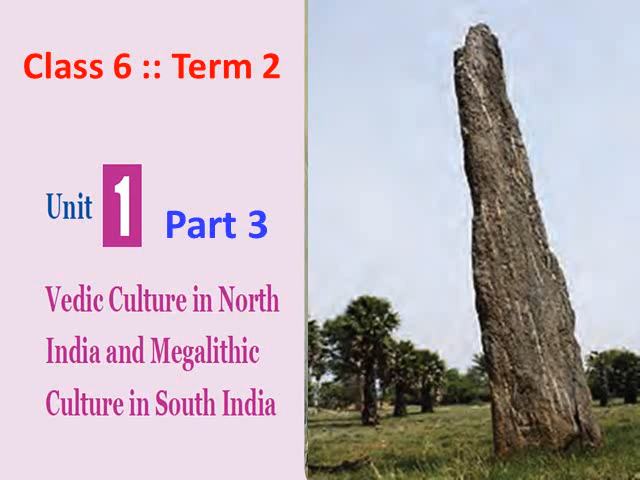 Class 6 :: Term 2
Unit 1 Part 3
Vedic Culture in North
India and Megalithic
Culture in South India